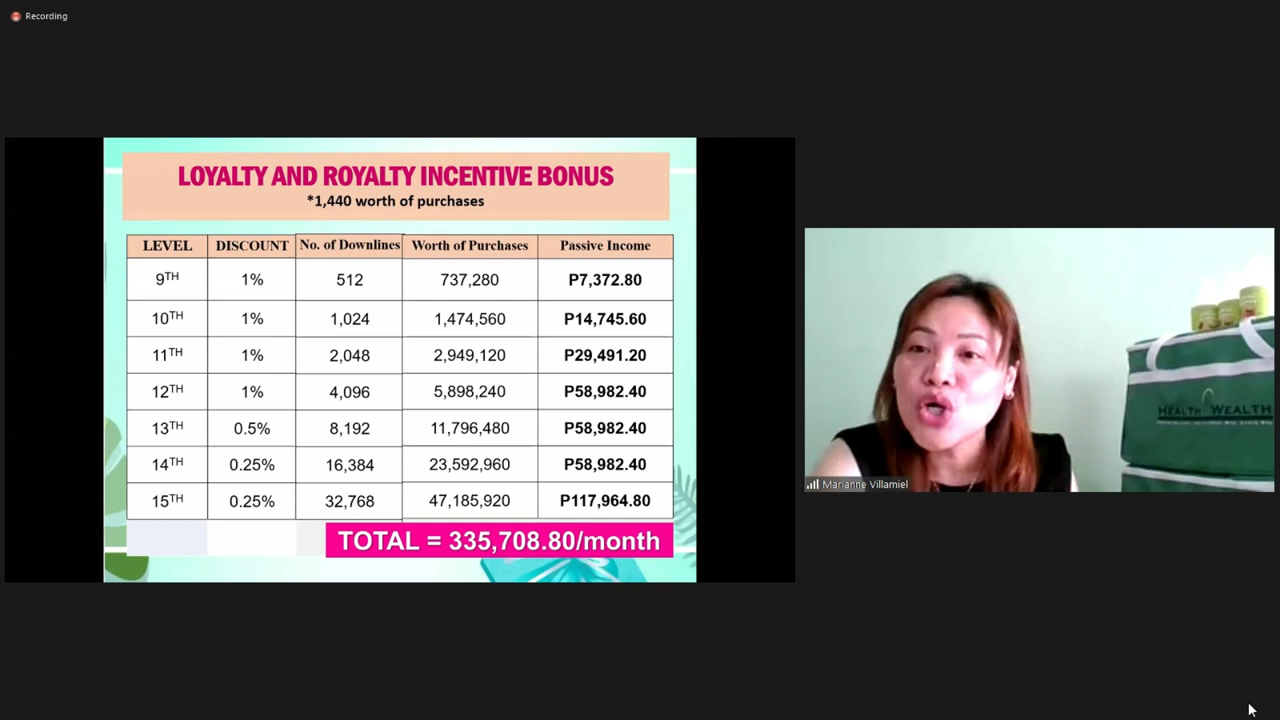 Recording
LOYALTY AND ROYALTY INCENTIVE BONUS
*1,440 worth of purchases
LEVEL DISCOUNT No. of Downlines Worth of Purchases Passive Income
9TH 1% 512 737,280 P7,372.80
10TH 1% 1,024 1,474,560 P14,745.60
11TH 1% 2,048 2,949,120 P29,491.20
12TH 1% 4,096 5,898,240 P58,982.40
13TH 0.5% 8,192 11,796,480 P58,982.40
14TH 0.25% 16,384 23,592,960 P58,982.40
15TH 0.25% 32,768 47,185,920 P117,964.80
TOTAL = 335,708.80/month
HEALTH WEALTH
Marianne Villamiel